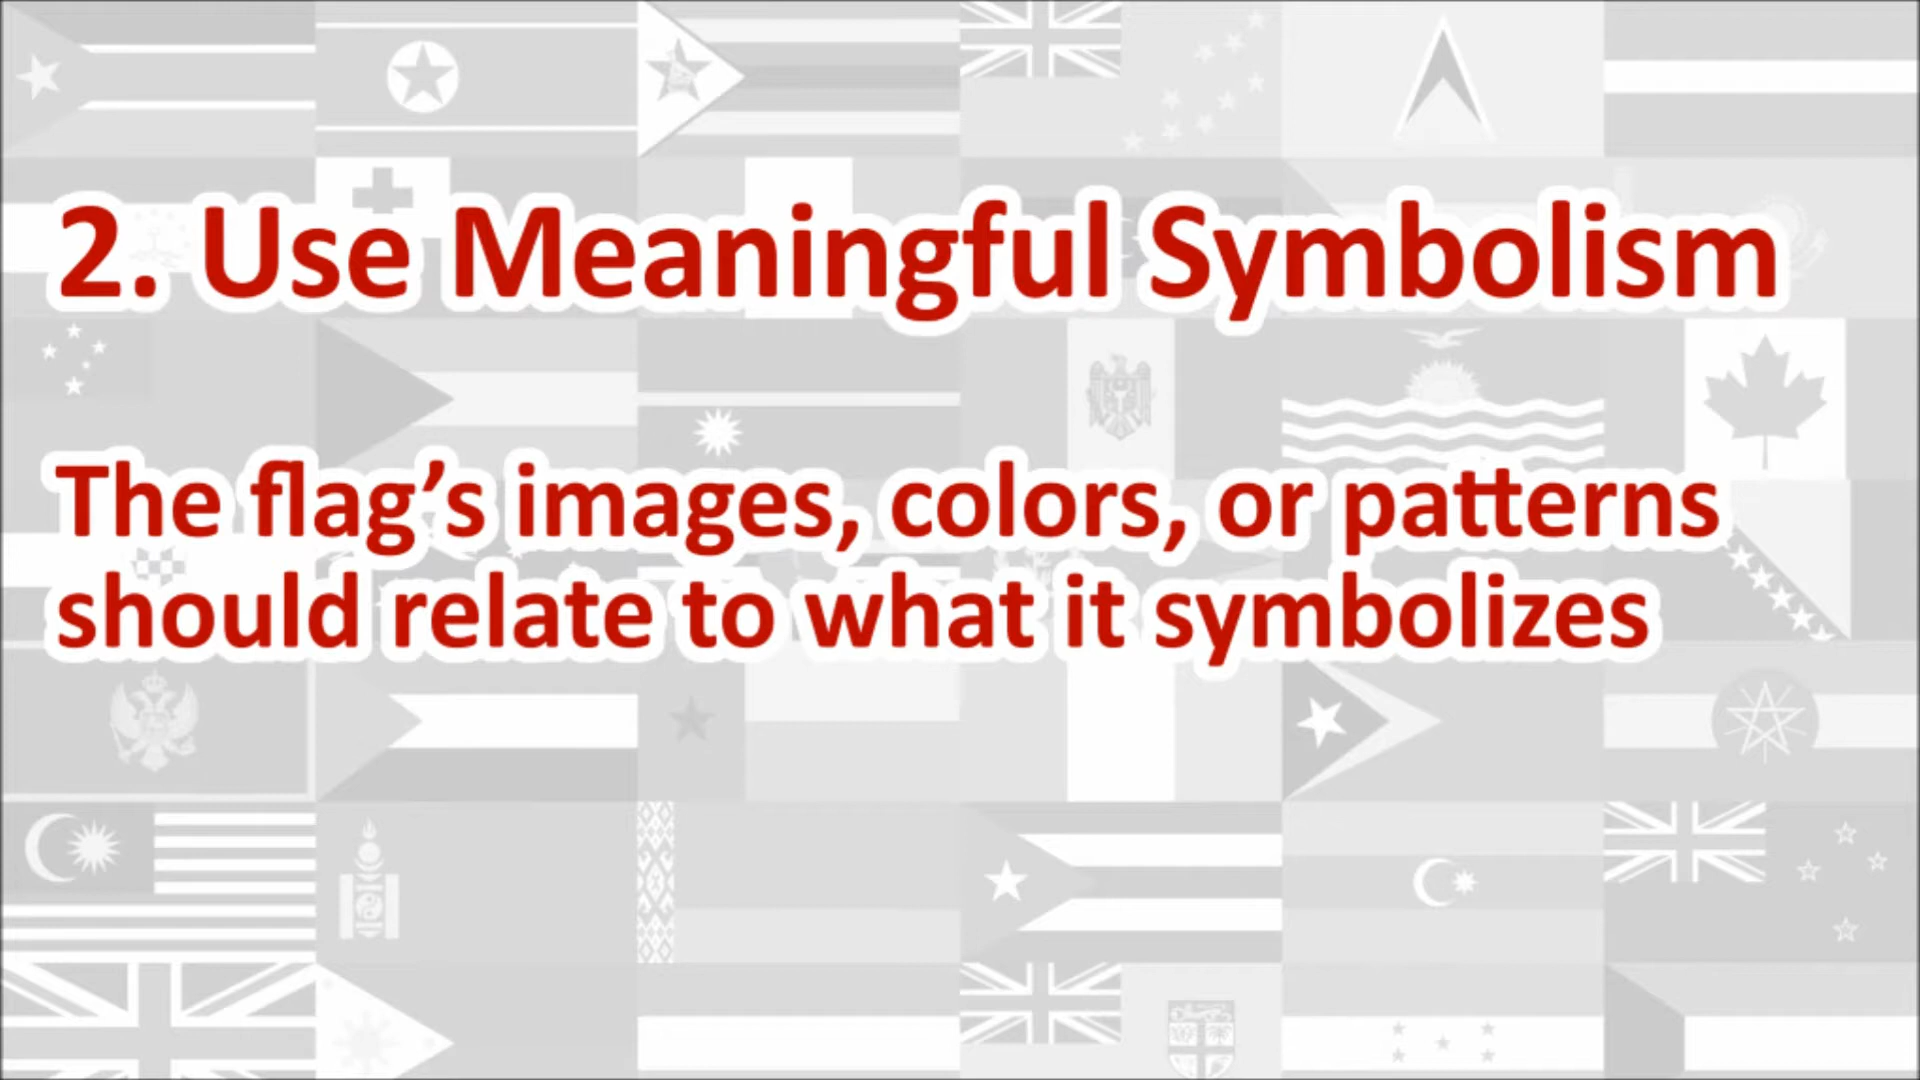 2. Use Meaningful Symbolism
The flag’s images, colors, or patterns
should relate to what it symbolizes